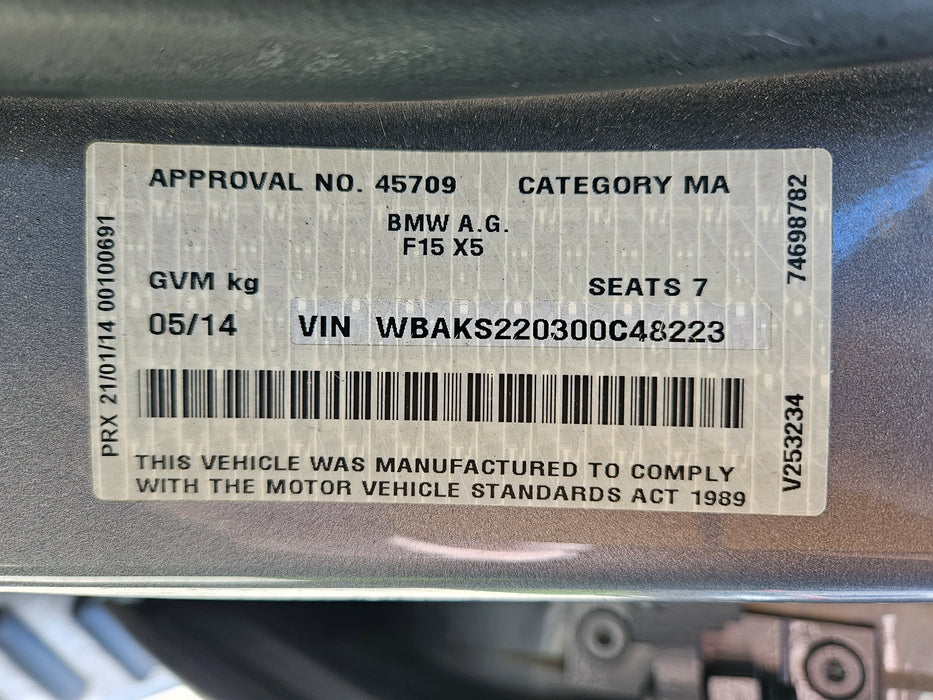 APPROVAL NO. 45709 CATEGORY MA
BMW A.G.
F15 X5
GVM kg SEATS 7
05/14 VIN WBAKS220300C48223
THIS VEHICLE WAS MANUFACTURED TO COMPLY
WITH THE MOTOR VEHICLE STANDARDS ACT 1989
PRX 21/01/14 00100691
74698782
V253234